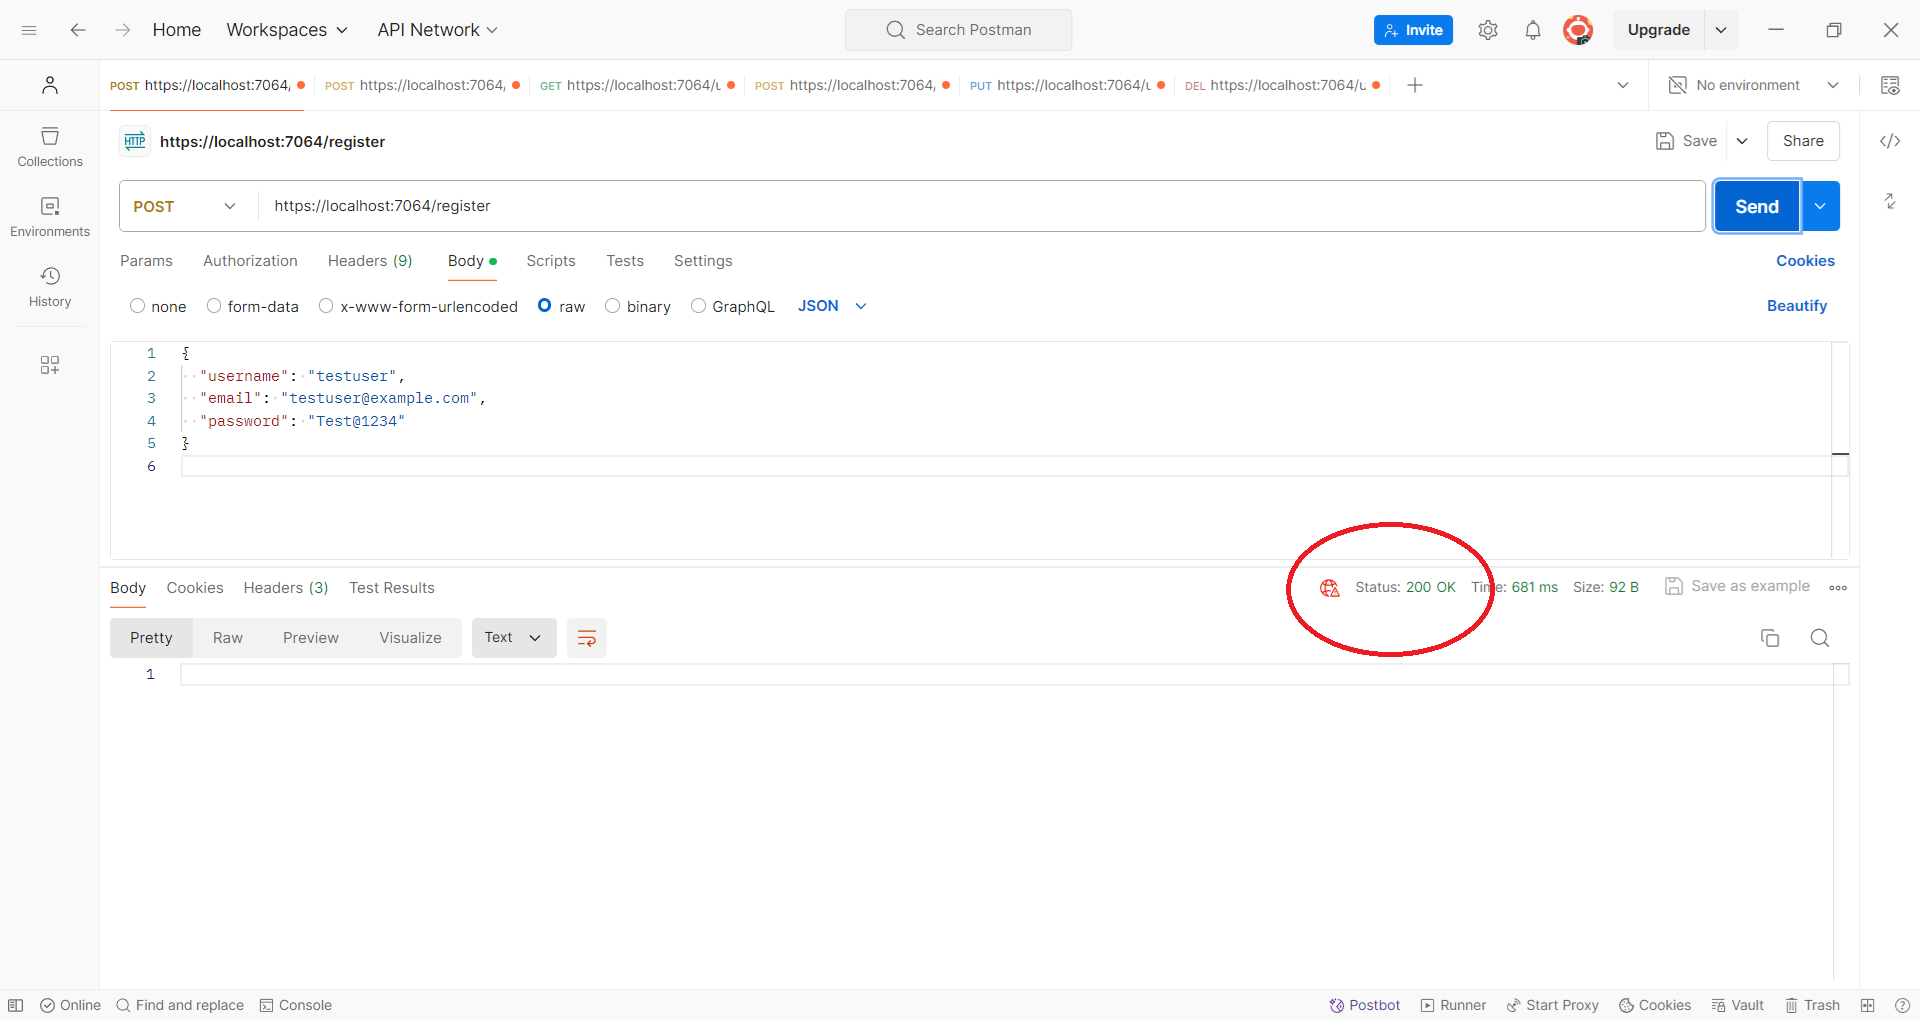 Home Workspaces API Network Search Postman Invite Upgrade
POST https://localhost:7064/ POST https://localhost:7064/ GET https://localhost:7064/u POST https://localhost:7064/ PUT https://localhost:7064/u DEL https://localhost:7064/u No environment
HTTP https://localhost:7064/register Save Share
Collections
POST https://localhost:7064/register Send
Environments
Params Authorization Headers (9) Body Scripts Tests Settings Cookies
History
none form-data x-www-form-urlencoded raw binary GraphQL JSON Beautify
1 {
2 "username": "testuser",
3 "email": "testuser@example.com",
4 "password": "Test@1234"
5 }
6
Body Cookies Headers (3) Test Results Status: 200 OK Time: 681 ms Size: 92 B Save as example
Pretty Raw Preview Visualize Text
1
Online Find and replace Console Postbot Runner Start Proxy Cookies Vault Trash